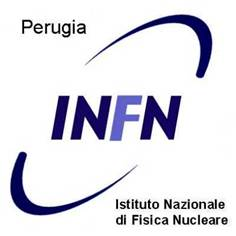 Perugia
INFN
Istituto Nazionale
di Fisica Nucleare